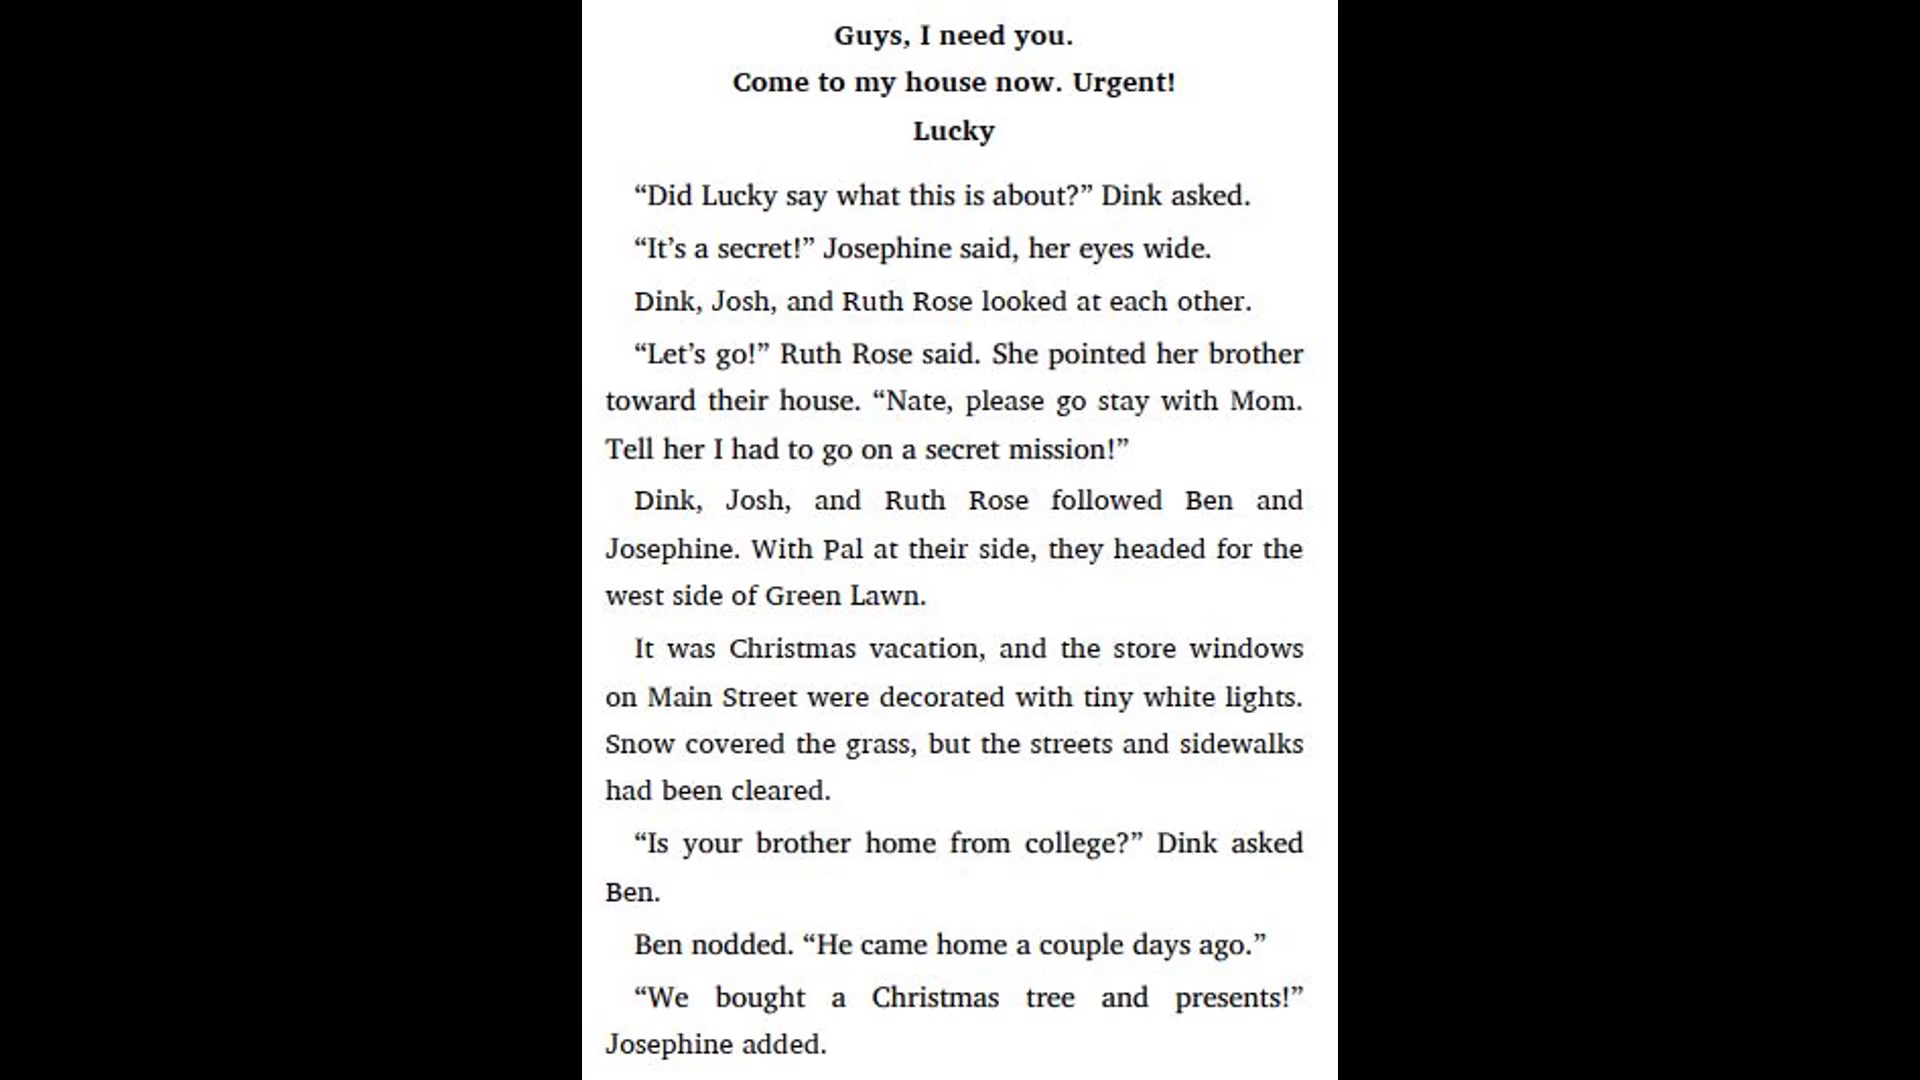 Guys, I need you.
Come to my house now. Urgent!
Lucky
“Did Lucky say what this is about?” Dink asked.
“It’s a secret!” Josephine said, her eyes wide.
Dink, Josh, and Ruth Rose looked at each other.
“Let’s go!” Ruth Rose said. She pointed her brother
toward their house. “Nate, please go stay with Mom.
Tell her I had to go on a secret mission!”
Dink, Josh, and Ruth Rose followed Ben and
Josephine. With Pal at their side, they headed for the
west side of Green Lawn.
It was Christmas vacation, and the store windows
on Main Street were decorated with tiny white lights.
Snow covered the grass, but the streets and sidewalks
had been cleared.
“Is your brother home from college?” Dink asked
Ben.
Ben nodded. “He came home a couple days ago.”
“We bought a Christmas tree and presents!”
Josephine added.